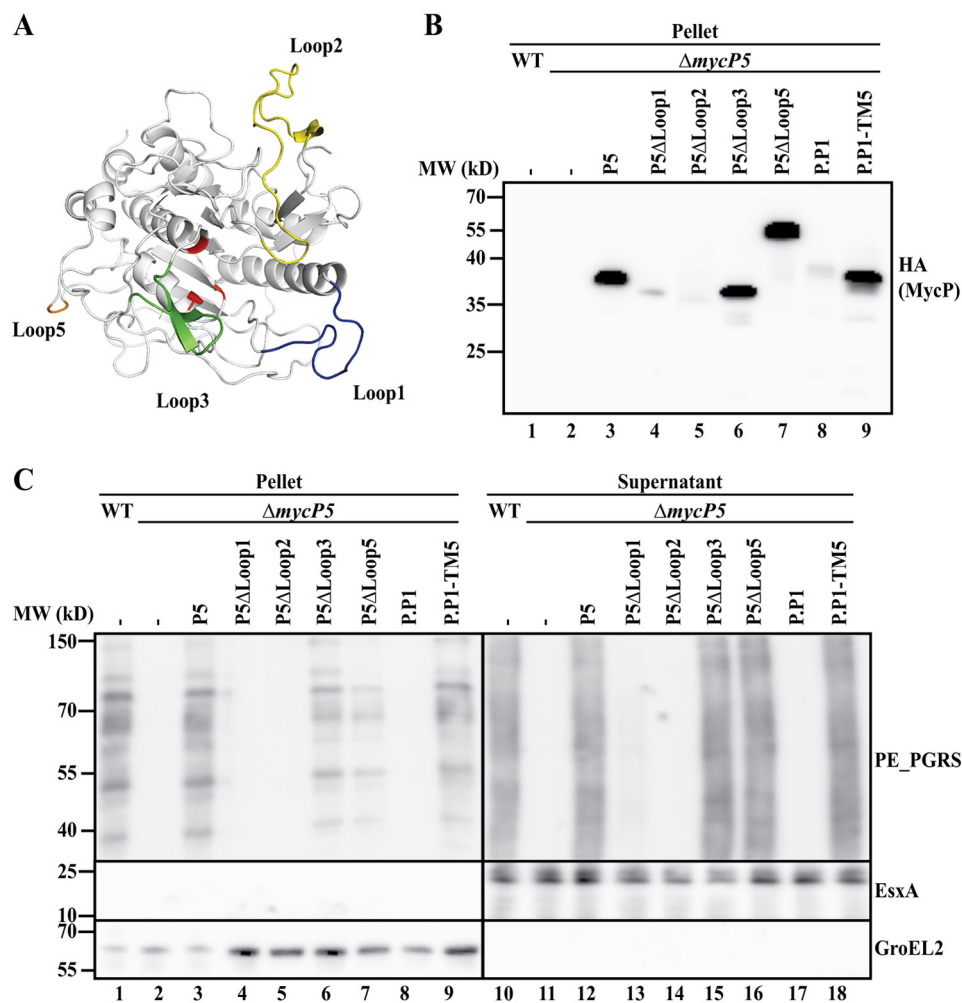 A
Loop2
Loop5
Loop3
Loop1
B
Pellet
WT
ΔmycP5
MW (kD)
- - P5 P5ΔLoop1 P5ΔLoop2 P5ΔLoop3 P5ΔLoop5 P.P1 P.P1-TM5
70
55
40
35
25
HA
(MycP)
1 2 3 4 5 6 7 8 9
C
Pellet Supernatant
WT ΔmycP5 WT ΔmycP5
MW (kD)
- - P5 P5ΔLoop1 P5ΔLoop2 P5ΔLoop3 P5ΔLoop5 P.P1 P.P1-TM5 - - P5 P5ΔLoop1 P5ΔLoop2 P5ΔLoop3 P5ΔLoop5 P.P1 P.P1-TM5
150
70
55
40
PE_PGRS
25
10
EsxA
70
55
GroEL2
1 2 3 4 5 6 7 8 9 10 11 12 13 14 15 16 17 18